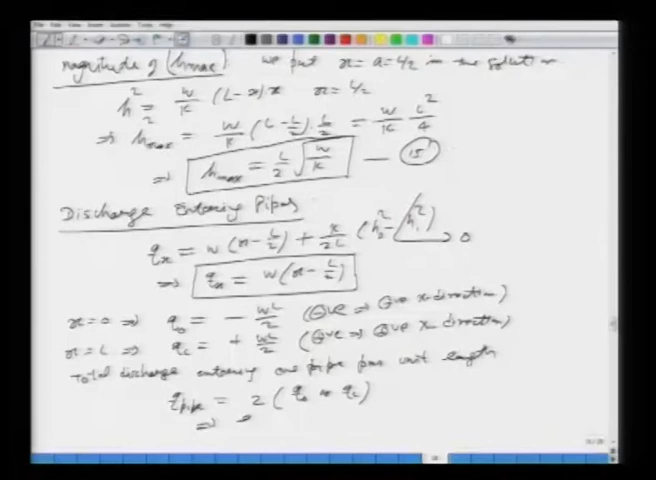 magnitude of (hmax) we put x = a = L/2 in the solution
h² = W/K (L-x)x x = L/2
⇒ h²max = W/K (L - L/2) · L/2 = W/K L²/4
⇒ hmax = L/2 √W/K — 15
Discharge Entering Pipes
qx = W (x - L/2) + K/2L (h₂² - h₁²) → 0
⇒ qx = W (x - L/2)
x = 0 ⇒ q₀ = - WL/2 (⊖ve ⇒ ⊖ve x-direction)
x = L ⇒ qL = + WL/2 (⊕ve ⇒ ⊕ve x-direction)
Total discharge entering one pipe per unit length
qpipe = 2 (q₀ or qL)
⇒